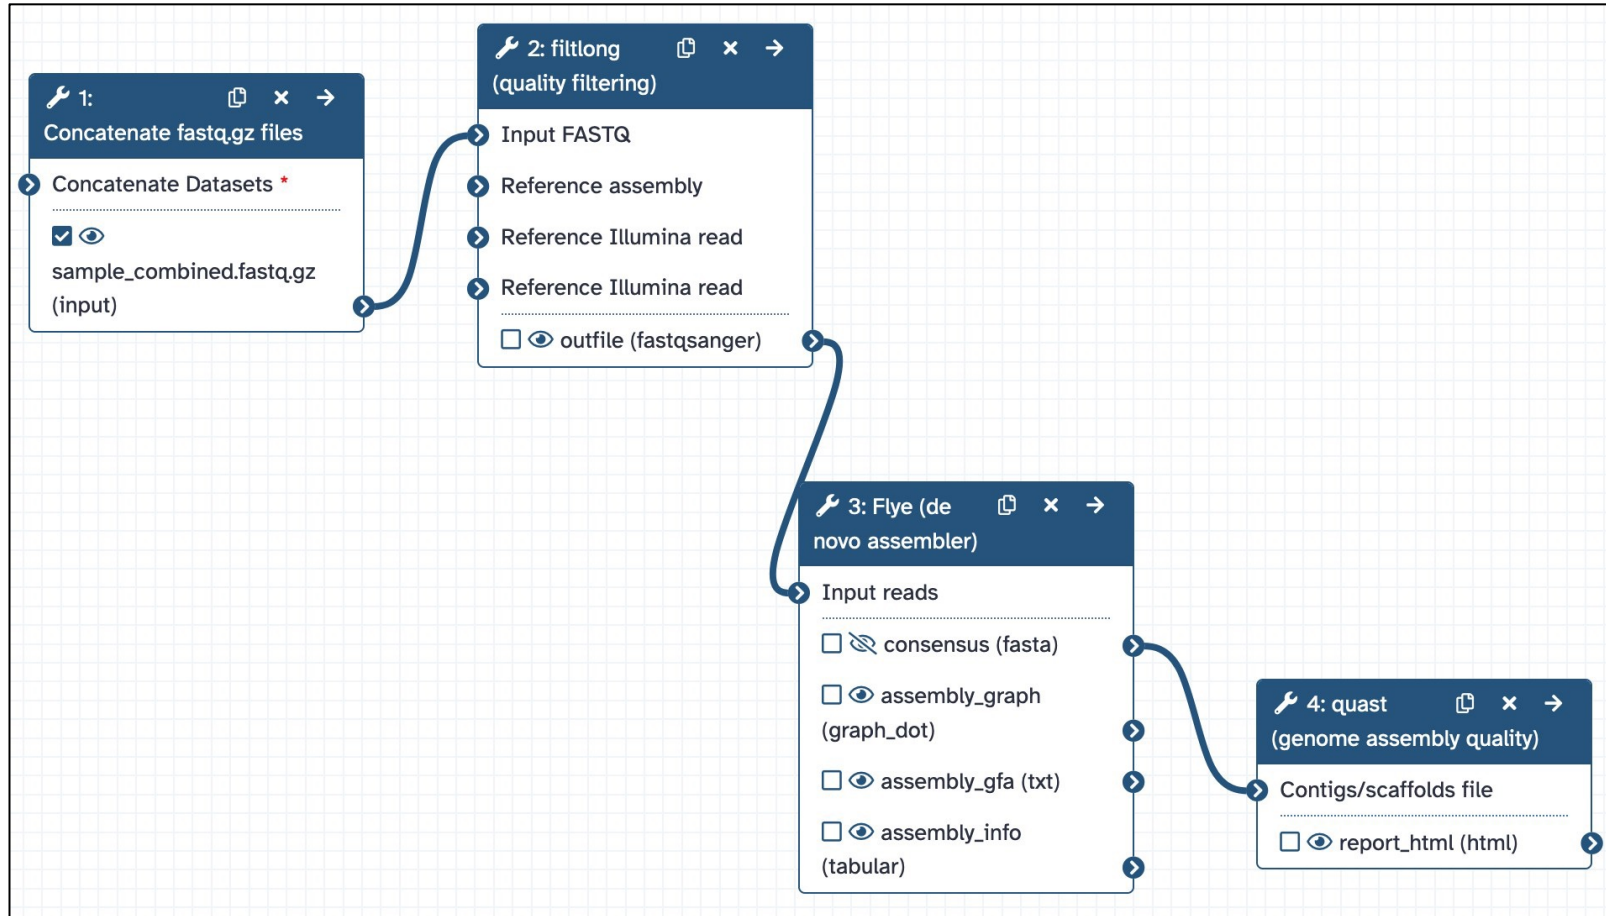 1:
Concatenate fastq.gz files
Concatenate Datasets *
sample_combined.fastq.gz
(input)
2: filtlong
(quality filtering)
Input FASTQ
Reference assembly
Reference Illumina read
Reference Illumina read
outfile (fastqsanger)
3: Flye (de
novo assembler)
Input reads
consensus (fasta)
assembly_graph
(graph_dot)
assembly_gfa (txt)
assembly_info
(tabular)
4: quast
(genome assembly quality)
Contigs/scaffolds file
report_html (html)